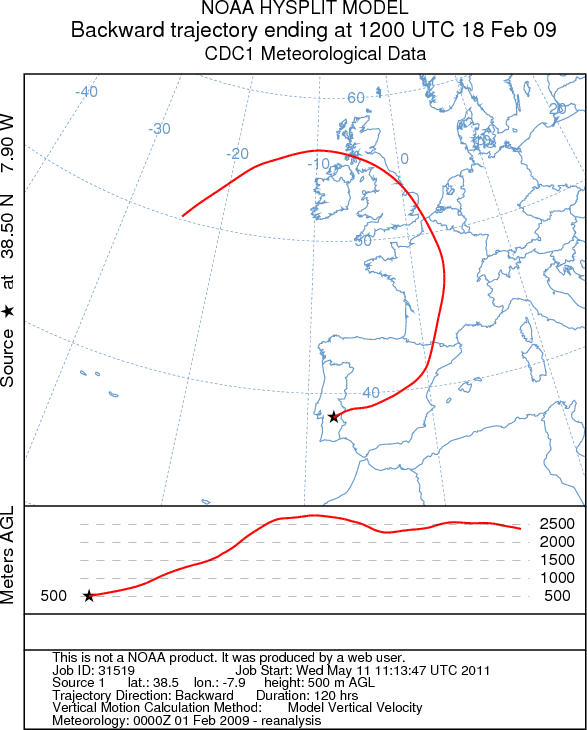 NOAA HYSPLIT MODEL
Backward trajectory ending at 1200 UTC 18 Feb 09
CDC1 Meteorological Data
Source ★ at 38.50 N 7.90 W
-40
-30
-20
-10
0
20
60
50
40
Meters AGL
500
2500
2000
1500
1000
500
This is not a NOAA product. It was produced by a web user.
Job ID: 31519 Job Start: Wed May 11 11:13:47 UTC 2011
Source 1 lat.: 38.5 lon.: -7.9 height: 500 m AGL
Trajectory Direction: Backward Duration: 120 hrs
Vertical Motion Calculation Method: Model Vertical Velocity
Meteorology: 0000Z 01 Feb 2009 - reanalysis